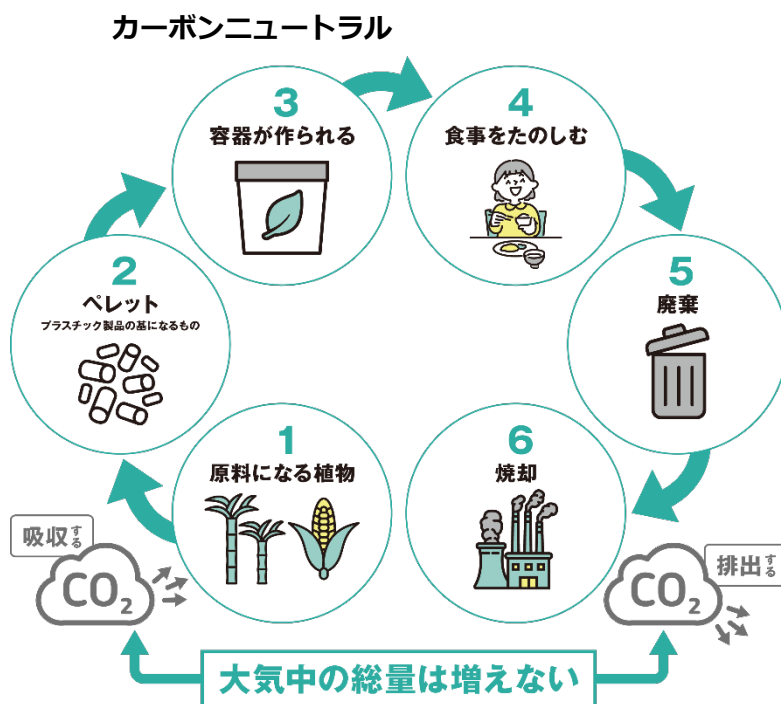 カーボンニュートラル
1
原料になる植物
2
ペレット
プラスチック製品の基になるもの
3
容器が作られる
4
食事をたのしむ
5
廃棄
6
焼却
吸収する
CO2
排出する
CO2
大気中の総量は増えない